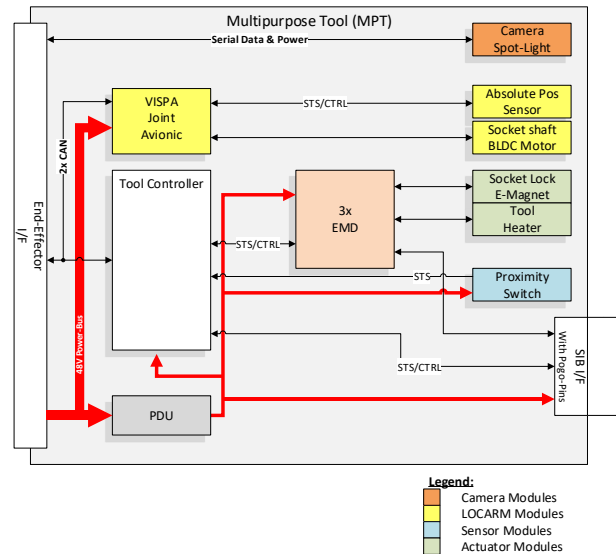 Multipurpose Tool (MPT)
Serial Data & Power
Camera
Spot-Light
VISPA
Joint
Avionic
STS/CTRL
Absolute Pos
Sensor
Socket shaft
BLDC Motor
2x CAN
Tool Controller
3x
EMD
Socket Lock
E-Magnet
Tool
Heater
End-Effector
I/F
STS/CTRL
STS
Proximity
Switch
48V Power-Bus
STS/CTRL
SIB I/F
With Pogo-Pins
PDU
Legend:
Camera Modules
LOCARM Modules
Sensor Modules
Actuator Modules